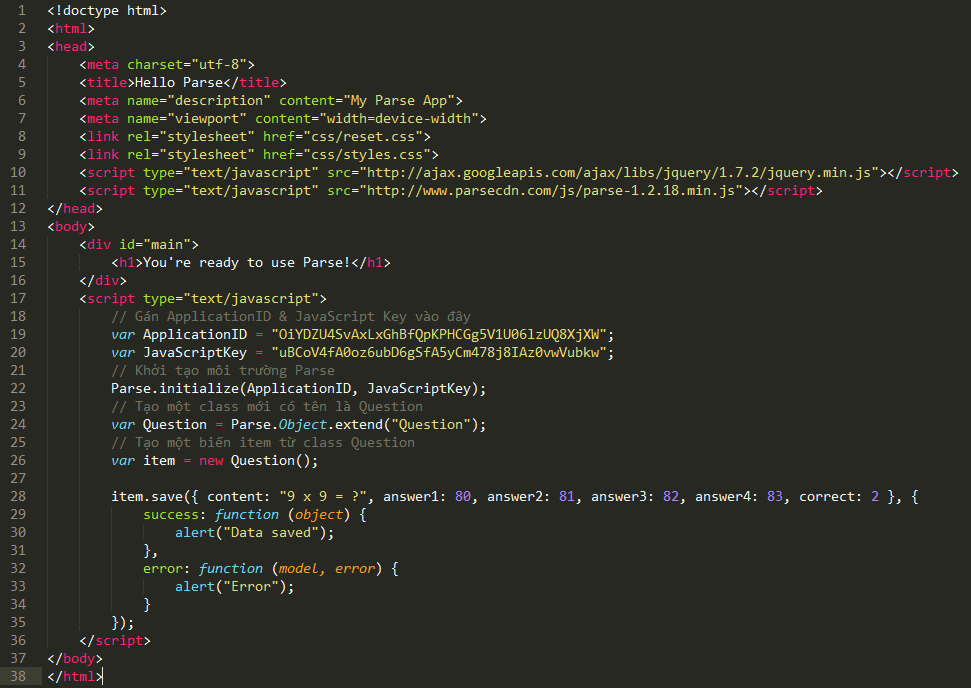 1 <!doctype html>
2 <html>
3 <head>
4     <meta charset="utf-8">
5     <title>Hello Parse</title>
6     <meta name="description" content="My Parse App">
7     <meta name="viewport" content="width=device-width">
8     <link rel="stylesheet" href="css/reset.css">
9     <link rel="stylesheet" href="css/styles.css">
10     <script type="text/javascript" src="http://ajax.googleapis.com/ajax/libs/jquery/1.7.2/jquery.min.js"></script>
11     <script type="text/javascript" src="http://www.parsecdn.com/js/parse-1.2.18.min.js"></script>
12 </head>
13 <body>
14     <div id="main">
15         <h1>You're ready to use Parse!</h1>
16     </div>
17     <script type="text/javascript">
18         // Gán ApplicationID & JavaScript Key vào đây
19         var ApplicationID = "OiYDZU4SvAxLxGhBfQpKPHCGg5V1U06lzUQ8XjXW";
20         var JavaScriptKey = "uBCoV4fA0oz6ubD6gSfA5yCm478j8IAz0vwVubkw";
21         // Khởi tạo môi trường Parse
22         Parse.initialize(ApplicationID, JavaScriptKey);
23         // Tạo một class mới có tên là Question
24         var Question = Parse.Object.extend("Question");
25         // Tạo một biến item từ class Question
26         var item = new Question();
27
28         item.save({ content: "9 x 9 = ?", answer1: 80, answer2: 81, answer3: 82, answer4: 83, correct: 2 }, {
29             success: function (object) {
30                 alert("Data saved");
31             },
32             error: function (model, error) {
33                 alert("Error");
34             }
35         });
36     </script>
37 </body>
38 </html>